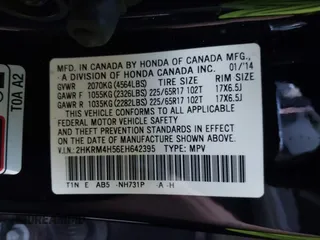 MFD. IN CANADA BY HONDA OF CANADA MFG.,
A DIVISION OF HONDA CANADA INC. 01/'14
GVWR 2070KG (4564LBS) TIRE SIZE RIM SIZE
GAWR F 1055KG (2326LBS) 225/65R17 102T 17X6.5J
GAWR R 1035KG (2282LBS) 225/65R17 102T 17X6.5J
THIS VEHICLE CONFORMS TO ALL APPLICABLE
FEDERAL MOTOR VEHICLE SAFETY
AND THEFT PREVENTION STANDARDS IN EFFECT ON
THE DATE OF MANUFACTURE SHOWN ABOVE.
V.I.N.: 2HKRM4H56EH642395 TYPE: MPV
T1N E AB5 -NH731P -A -H
T0A A2